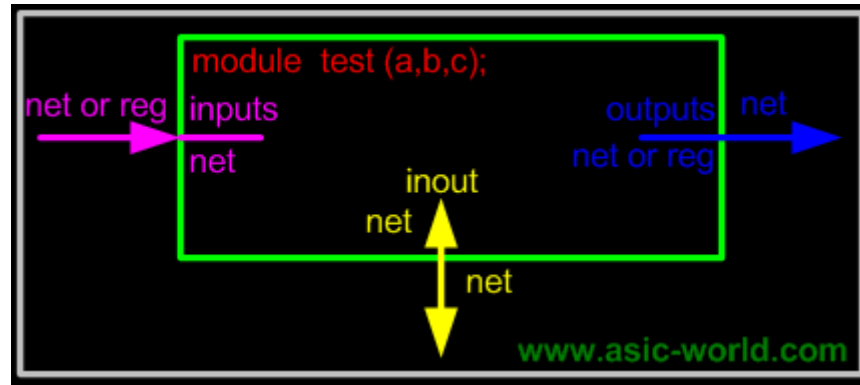 module test (a,b,c);
net or reg inputs
outputs net
net
net or reg
inout
net
net
www.asic-world.com